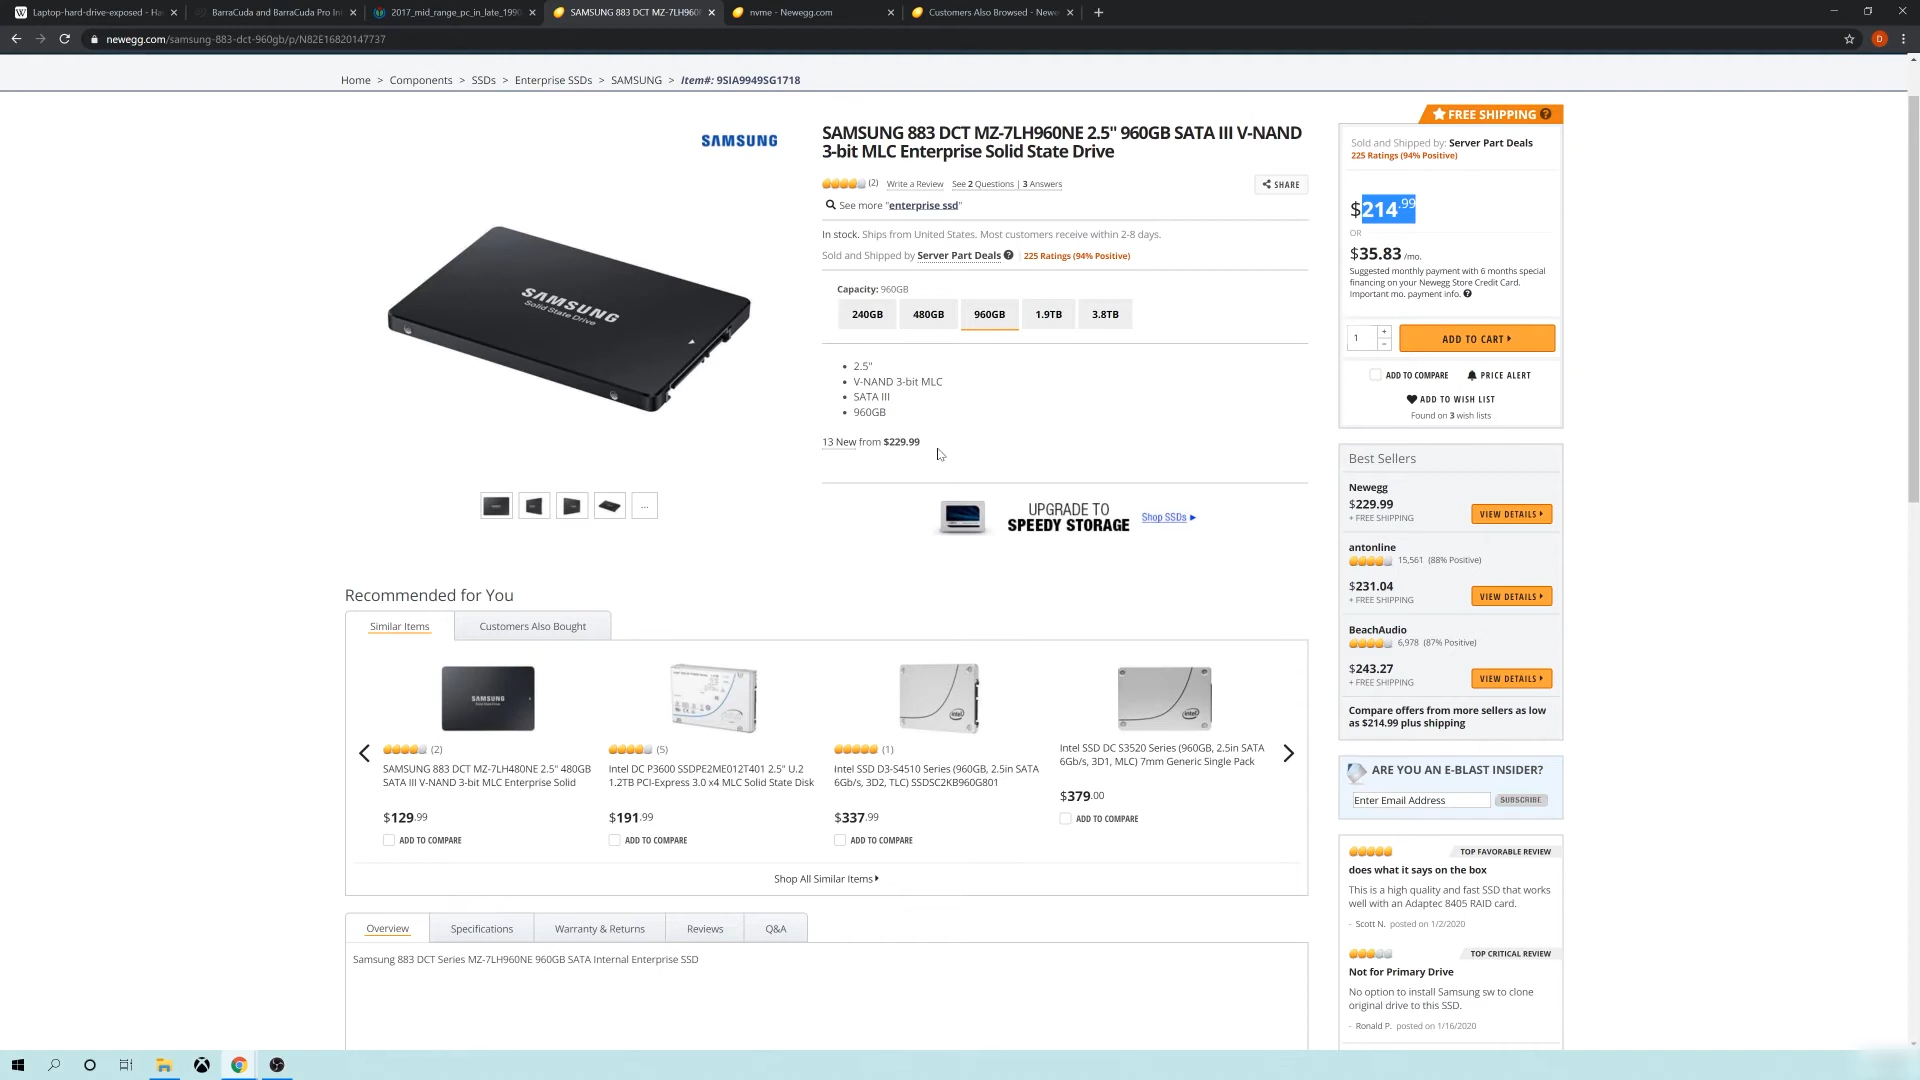 Laptop-hard-drive-exposed - Ha
BarraCuda and BarraCuda Pro Int
2017_mid_range_pc_in_late_1990
SAMSUNG 883 DCT MZ-7LH960N
nvme - Newegg.com
Customers Also Browsed - Newe
newegg.com/samsung-883-dct-960gb/p/N82E16820147737
D
Home > Components > SSDs > Enterprise SSDs > SAMSUNG > Item#: 9SIA9949SG1718
SAMSUNG
SAMSUNG
Solid State Drive
...
SAMSUNG 883 DCT MZ-7LH960NE 2.5" 960GB SATA III V-NAND
3-bit MLC Enterprise Solid State Drive
(2) Write a Review See 2 Questions | 3 Answers
SHARE
See more "enterprise ssd"
In stock. Ships from United States. Most customers receive within 2-8 days.
Sold and Shipped by Server Part Deals ? | 225 Ratings (94% Positive)
Capacity: 960GB
240GB 480GB 960GB 1.9TB 3.8TB
• 2.5"
• V-NAND 3-bit MLC
• SATA III
• 960GB
13 New from $229.99
UPGRADE TO
SPEEDY STORAGE
Shop SSDs
FREE SHIPPING ?
Sold and Shipped by: Server Part Deals
225 Ratings (94% Positive)
$214.99
OR
$35.83 /mo.
Suggested monthly payment with 6 months special
financing on your Newegg Store Credit Card.
Important mo. payment info. ?
1 + -
ADD TO CART
ADD TO COMPARE PRICE ALERT
ADD TO WISH LIST
Found on 3 wish lists
Best Sellers
Newegg
$229.99
+ FREE SHIPPING
VIEW DETAILS
antonline
15,561 (88% Positive)
$231.04
+ FREE SHIPPING
VIEW DETAILS
BeachAudio
6,978 (87% Positive)
$243.27
+ FREE SHIPPING
VIEW DETAILS
Compare offers from more sellers as low
as $214.99 plus shipping
ARE YOU AN E-BLAST INSIDER?
Enter Email Address
SUBSCRIBE
TOP FAVORABLE REVIEW
does what it says on the box
This is a high quality and fast SSD that works
well with an Adaptec 8405 RAID card.
- Scott N. posted on 1/2/2020
TOP CRITICAL REVIEW
Not for Primary Drive
No option to install Samsung sw to clone
original drive to this SSD.
- Ronald P. posted on 1/16/2020
Recommended for You
Similar Items Customers Also Bought
SAMSUNG
(2)
SAMSUNG 883 DCT MZ-7LH480NE 2.5" 480GB
SATA III V-NAND 3-bit MLC Enterprise Solid
$129.99
ADD TO COMPARE
(5)
Intel DC P3600 SSDPE2ME012T401 2.5" U.2
1.2TB PCI-Express 3.0 x4 MLC Solid State Disk
$191.99
ADD TO COMPARE
intel
(1)
Intel SSD D3-S4510 Series (960GB, 2.5in SATA
6Gb/s, 3D2, TLC) SSDSC2KB960G801
$337.99
ADD TO COMPARE
intel
Intel SSD DC S3520 Series (960GB, 2.5in SATA
6Gb/s, 3D1, MLC) 7mm Generic Single Pack
$379.00
ADD TO COMPARE
Shop All Similar Items
Overview Specifications Warranty & Returns Reviews Q&A
Samsung 883 DCT Series MZ-7LH960NE 960GB SATA Internal Enterprise SSD